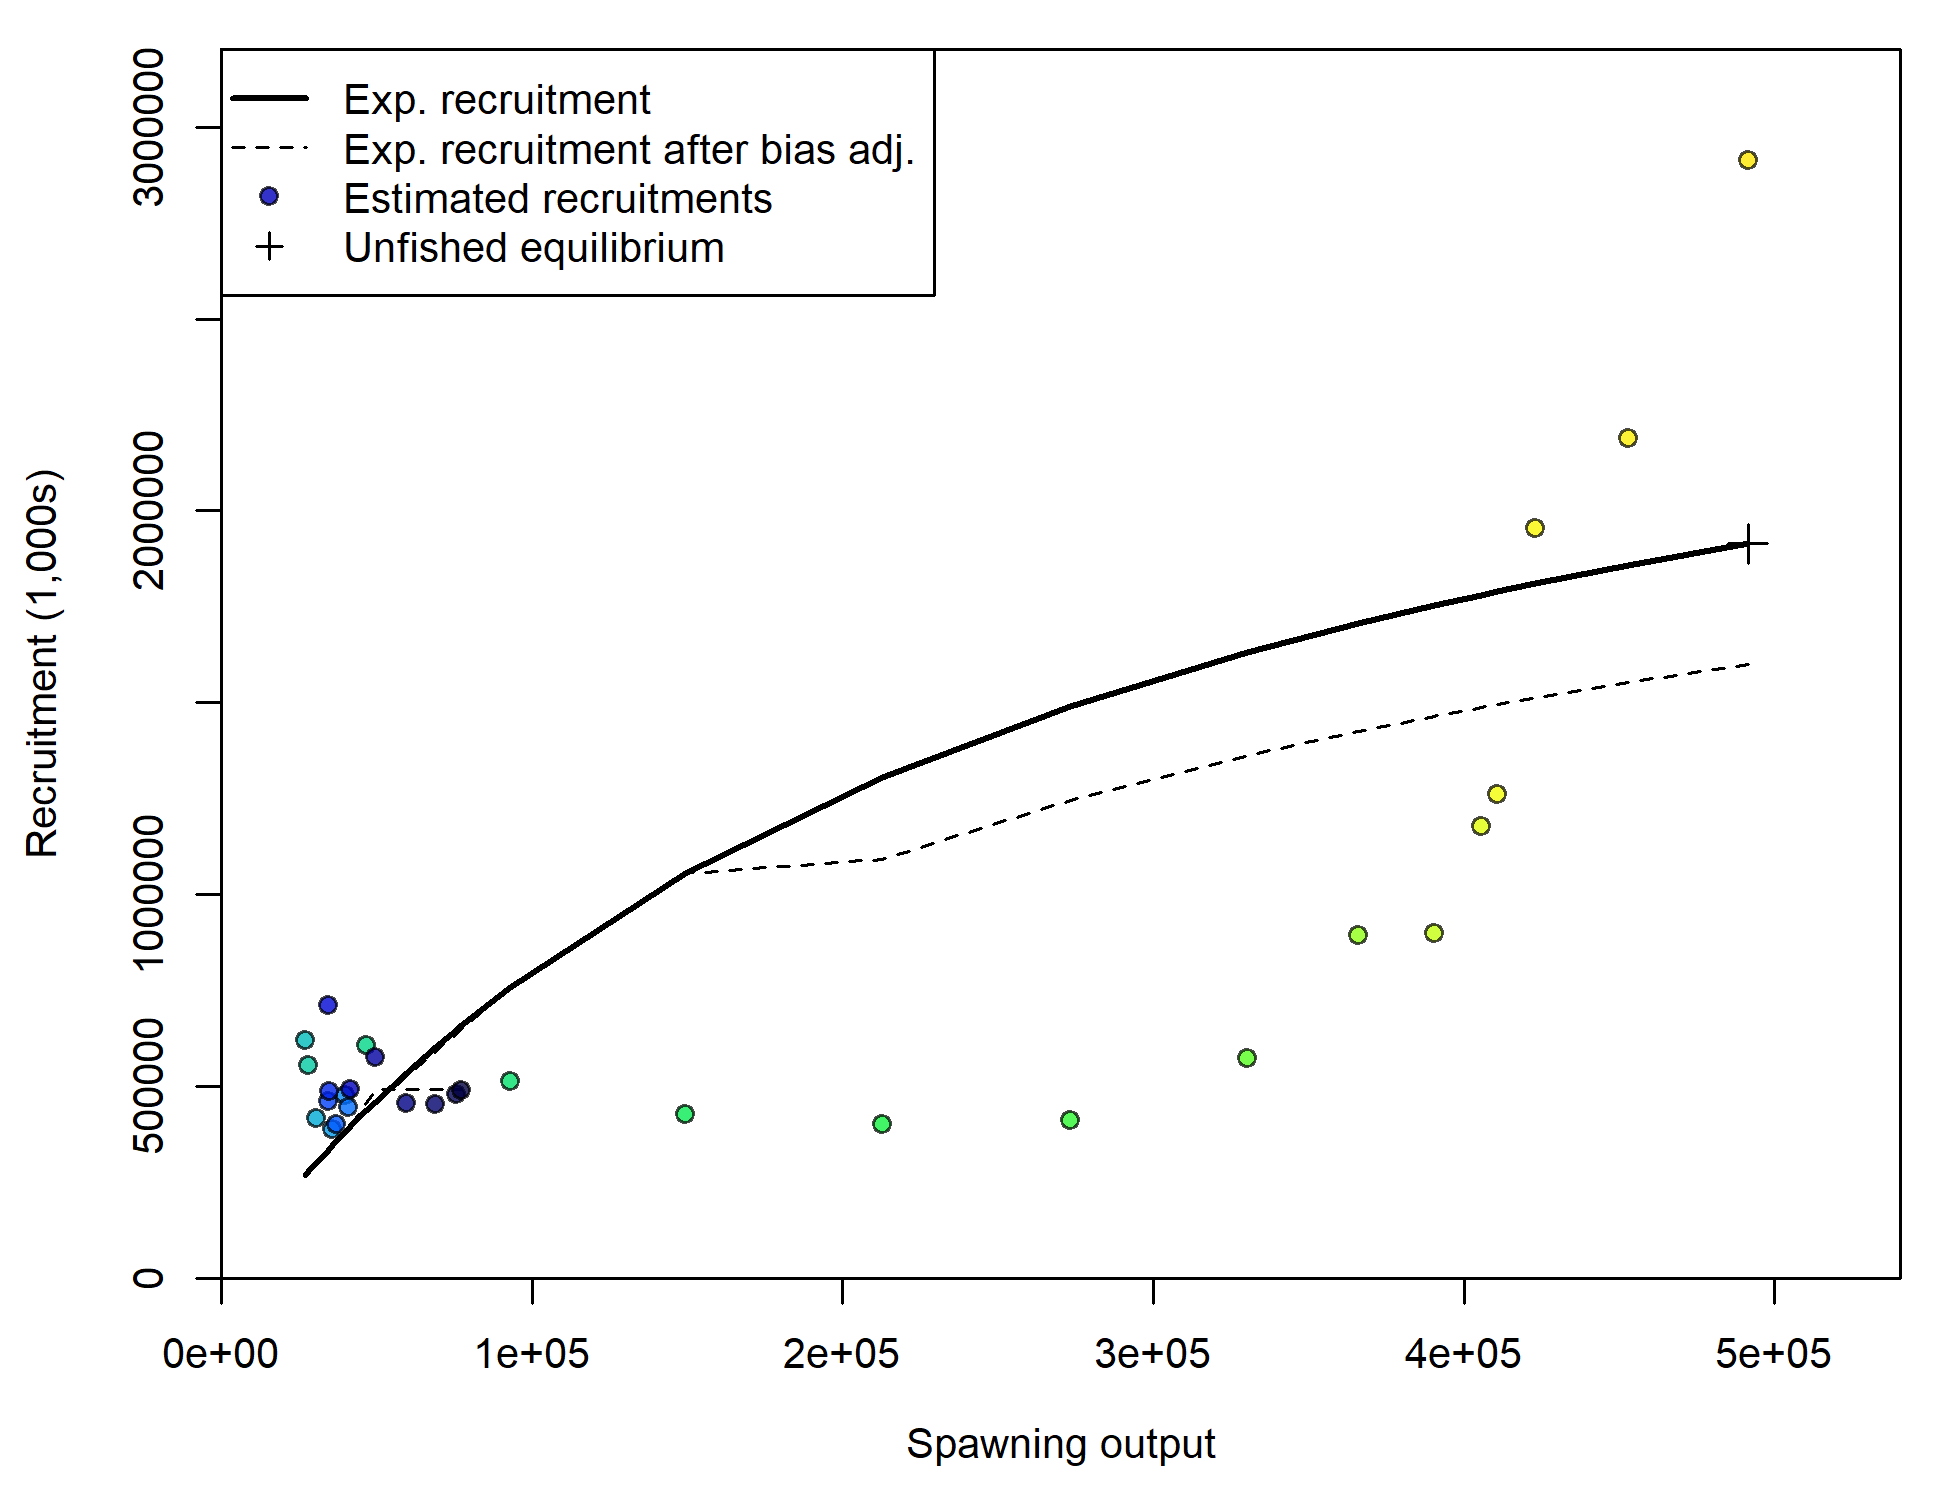 Exp. recruitment
Exp. recruitment after bias adj.
Estimated recruitments
Unfished equilibrium
3000000
2000000
1000000
500000
0
Recruitment (1,000s)
0e+00 1e+05 2e+05 3e+05 4e+05 5e+05
Spawning output